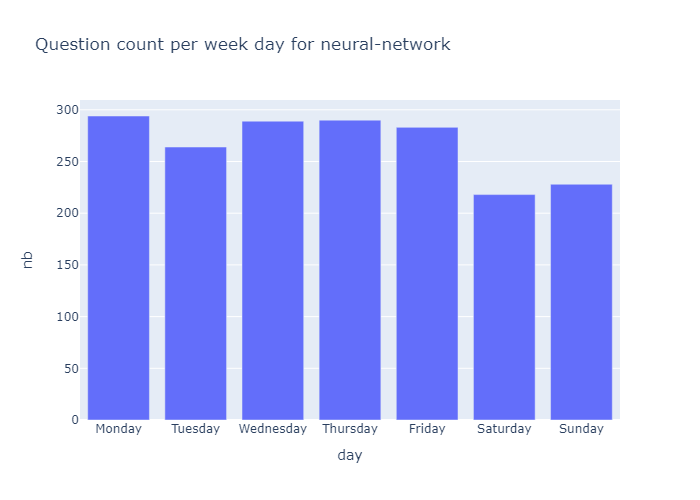 Question count per week day for neural-network
300
250
200
150
100
50
0
nb
Monday Tuesday Wednesday Thursday Friday Saturday Sunday
day